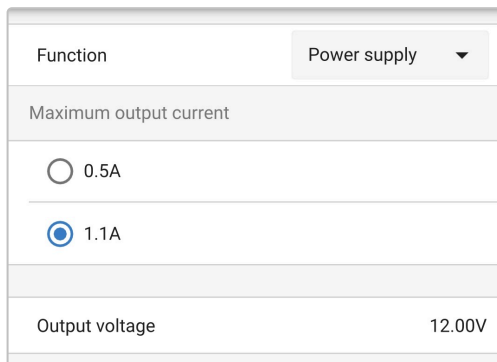 Function
Power supply
Maximum output current
0.5A
1.1A
Output voltage
12.00V